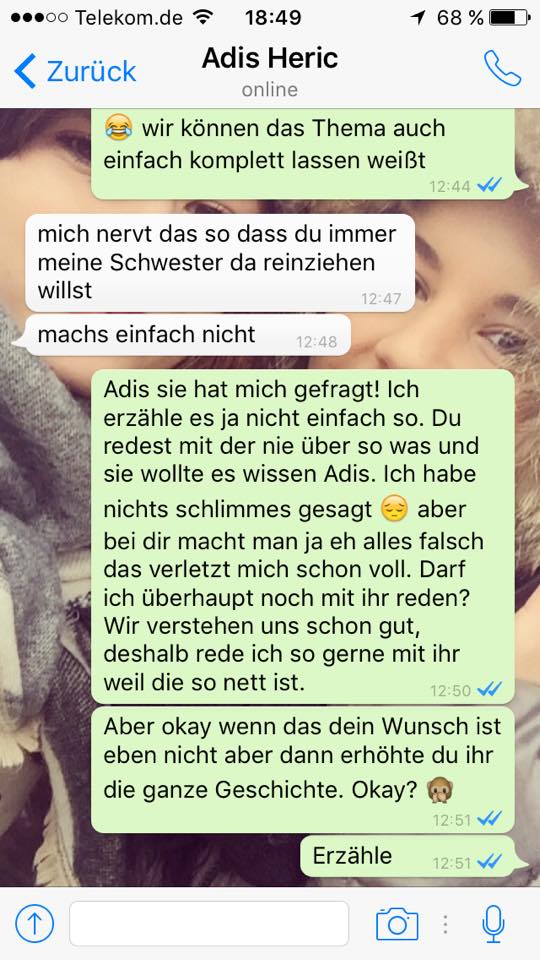 Telekom.de 18:49 68 %
Zurück Adis Heric
online
😂 wir können das Thema auch
einfach komplett lassen weißt
12:44
mich nervt das so dass du immer
meine Schwester da reinziehen
willst
12:47
machs einfach nicht
12:48
Adis sie hat mich gefragt! Ich
erzähle es ja nicht einfach so. Du
redest mit der nie über so was und
sie wollte es wissen Adis. Ich habe
nichts schlimmes gesagt 😔 aber
bei dir macht man ja eh alles falsch
das verletzt mich schon voll. Darf
ich überhaupt noch mit ihr reden?
Wir verstehen uns schon gut,
deshalb rede ich so gerne mit ihr
weil die so nett ist.
12:50
Aber okay wenn das dein Wunsch ist
eben nicht aber dann erhöhte du ihr
die ganze Geschichte. Okay? 🙊
12:51
Erzähle
12:51